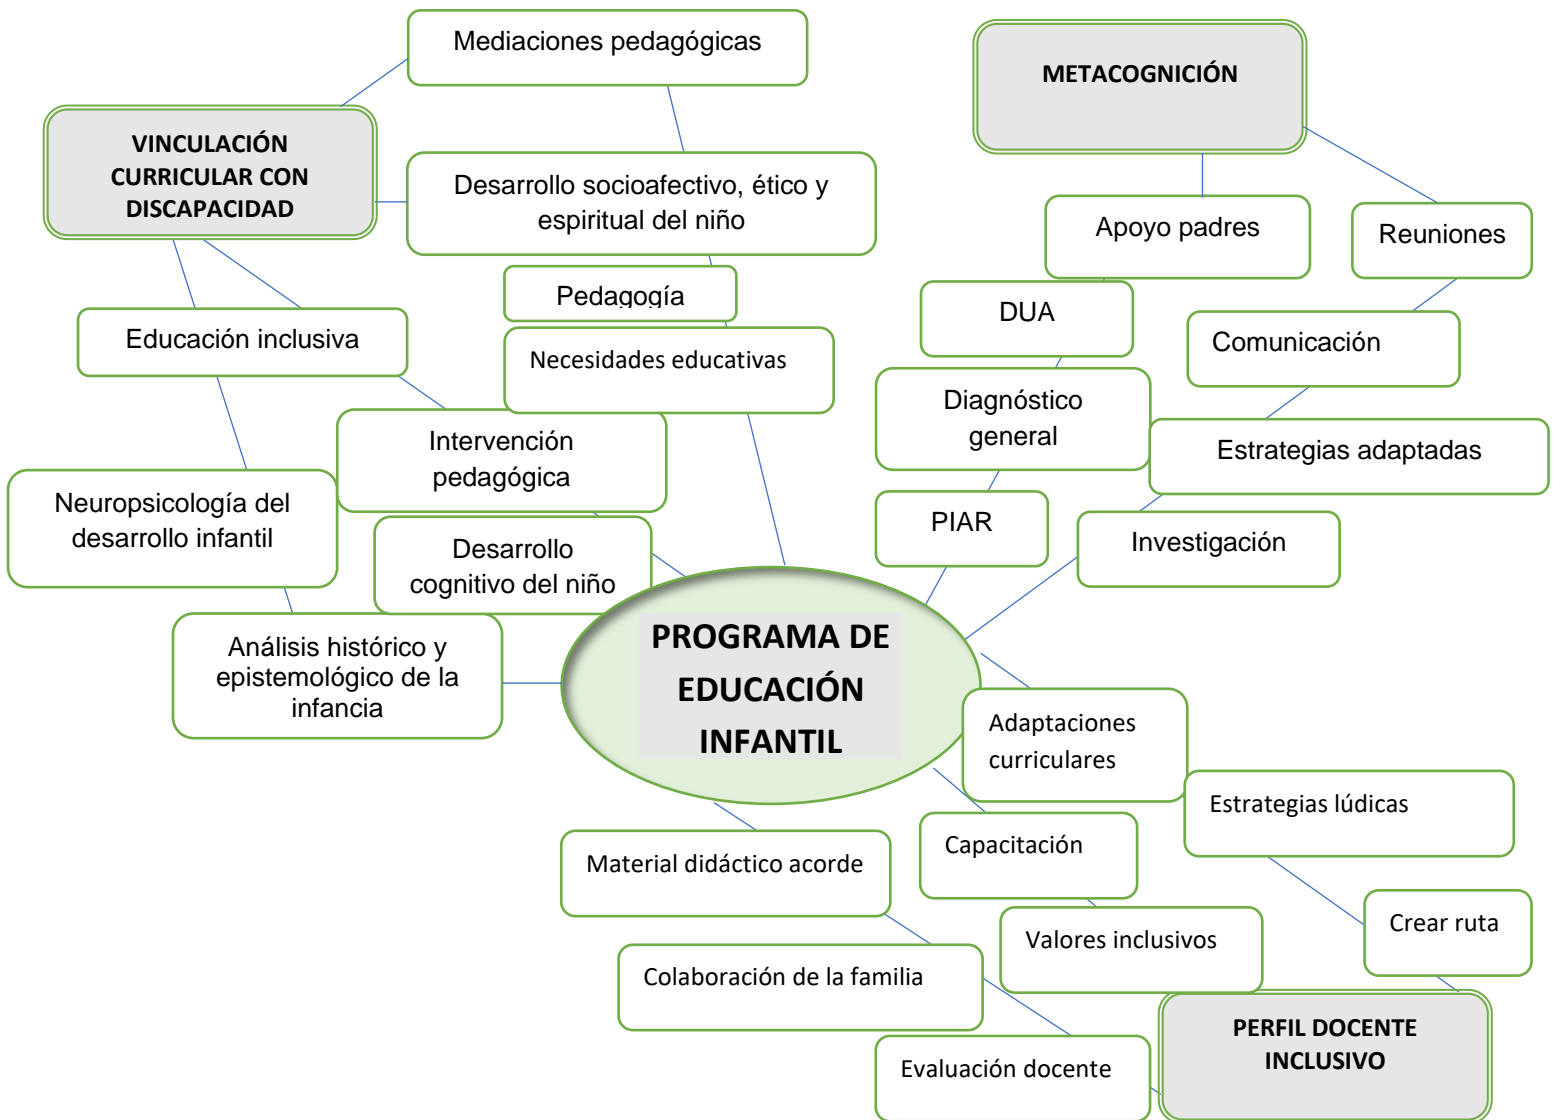 Mediaciones pedagógicas
METACOGNICIÓN
VINCULACIÓN
CURRICULAR CON
DISCAPACIDAD
Desarrollo socioafectivo, ético y
espiritual del niño
Apoyo padres
Reuniones
Pedagogía
DUA
Educación inclusiva
Necesidades educativas
Comunicación
Diagnóstico
general
Intervención
pedagógica
Estrategias adaptadas
Neuropsicología del
desarrollo infantil
PIAR
Investigación
Desarrollo
cognitivo del niño
Análisis histórico y
epistemológico de la
infancia
PROGRAMA DE
EDUCACIÓN
INFANTIL
Adaptaciones
curriculares
Estrategias lúdicas
Material didáctico acorde
Capacitación
Crear ruta
Valores inclusivos
Colaboración de la familia
PERFIL DOCENTE
INCLUSIVO
Evaluación docente